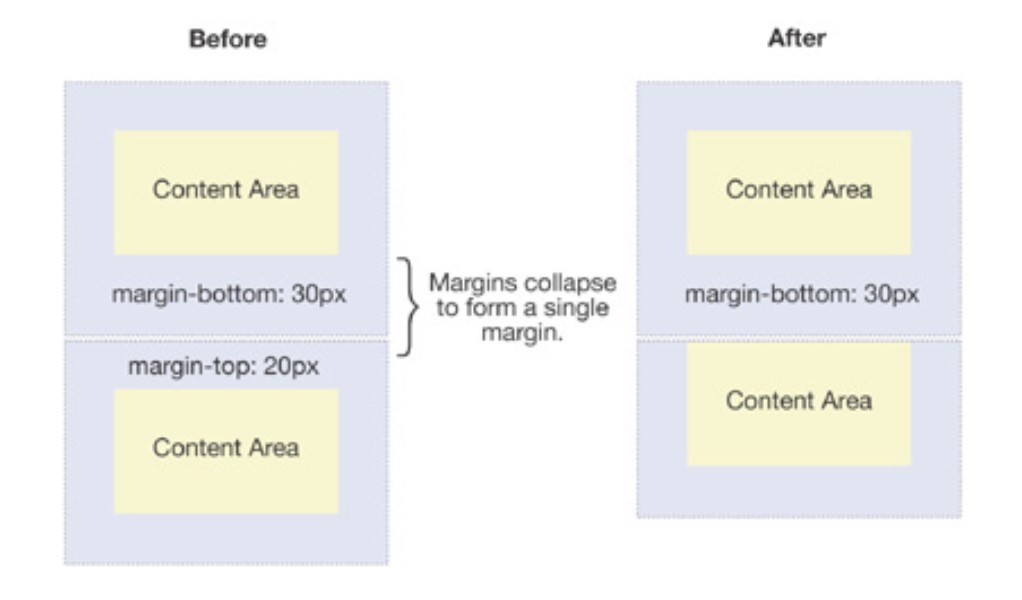 Before
Content Area
margin-bottom: 30px
margin-top: 20px
Content Area
Margins collapse
to form a single
margin.
After
Content Area
margin-bottom: 30px
Content Area